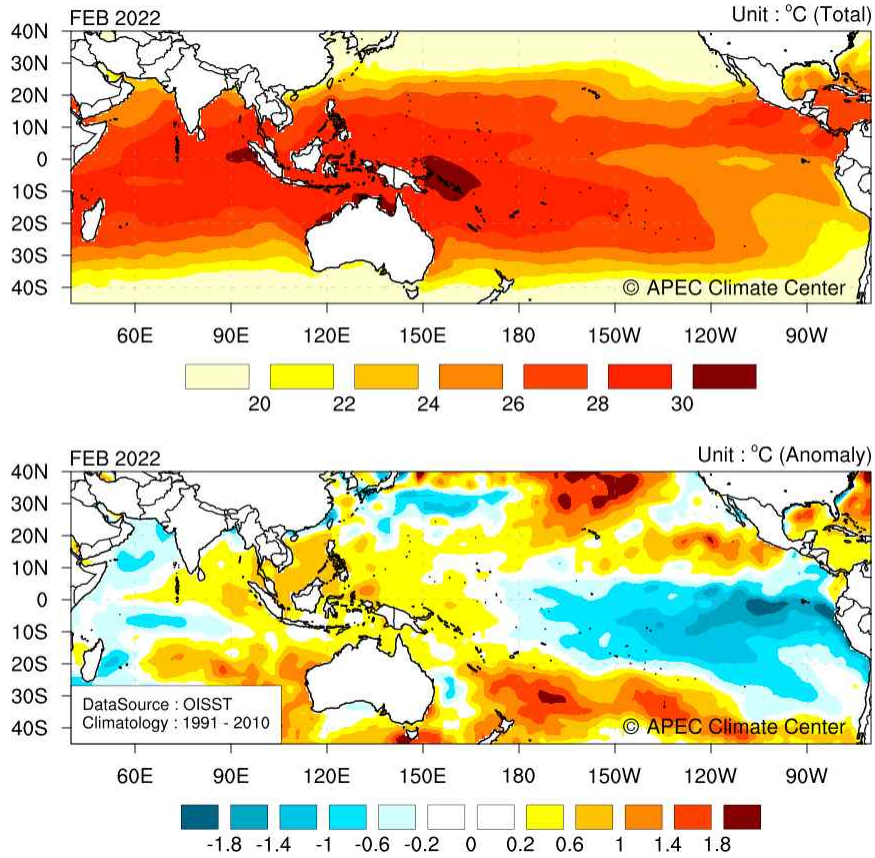 FEB 2022 Unit : °C (Total)
40N
30N
20N
10N
0
10S
20S
30S
40S
© APEC Climate Center
60E 90E 120E 150E 180 150W 120W 90W
20 22 24 26 28 30
FEB 2022 Unit : °C (Anomaly)
40N
30N
20N
10N
0
10S
20S
30S
40S
DataSource : OISST
Climatology : 1991 - 2010
© APEC Climate Center
60E 90E 120E 150E 180 150W 120W 90W
-1.8 -1.4 -1 -0.6 -0.2 0 0.2 0.6 1 1.4 1.8